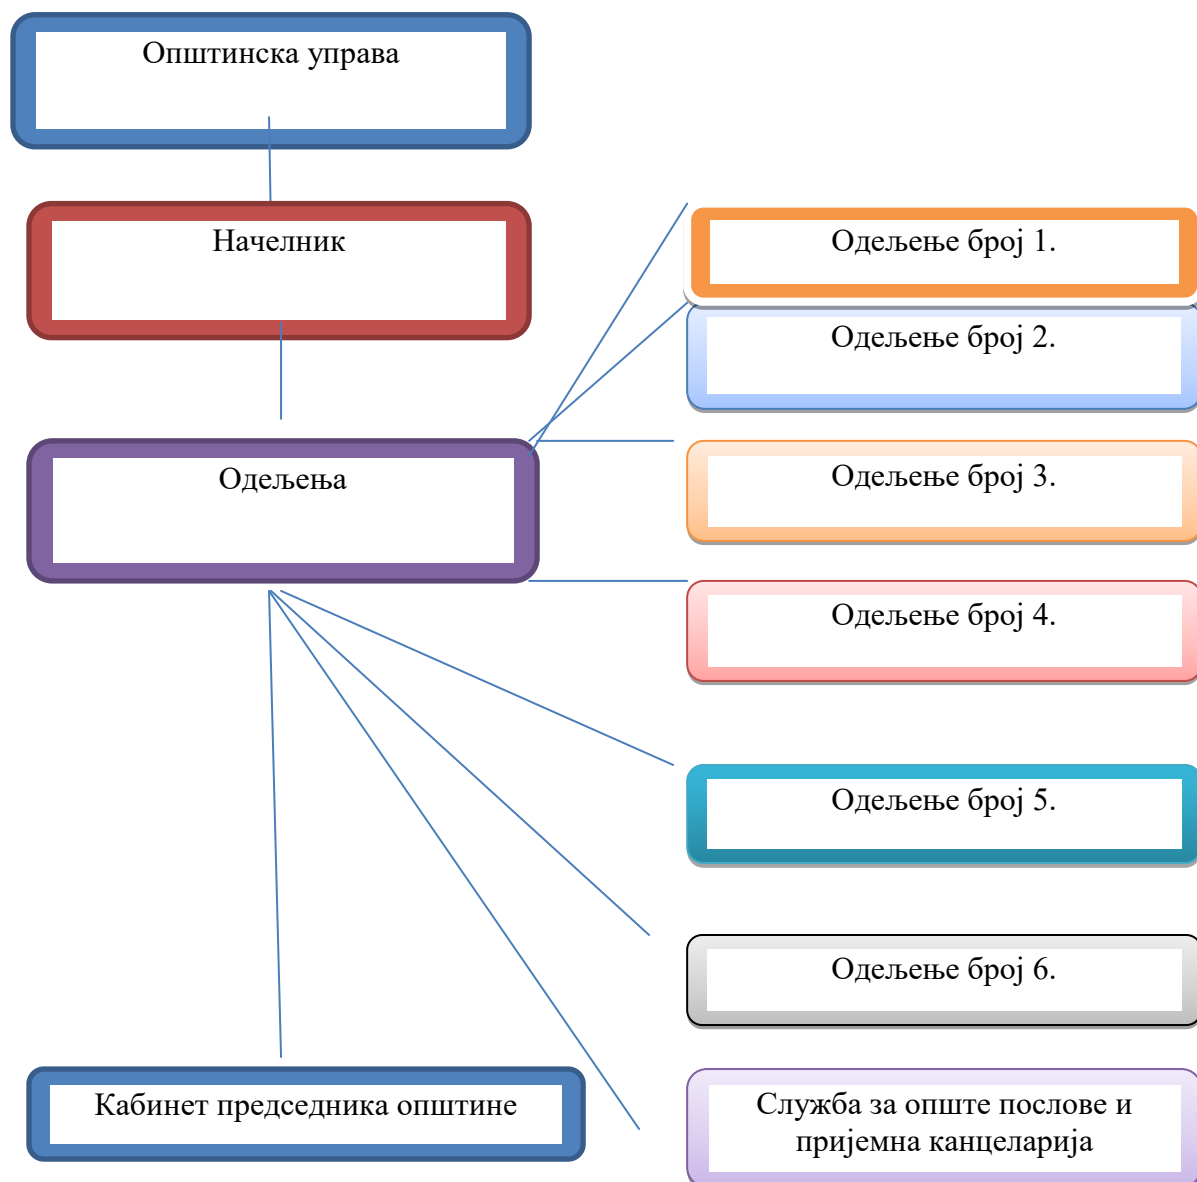 Општинска управа
Начелник
Одељење број 1.
Одељење број 2.
Одељења
Одељење број 3.
Одељење број 4.
Одељење број 5.
Одељење број 6.
Кабинет председника општине
Служба за опште послове и
пријемна канцеларија